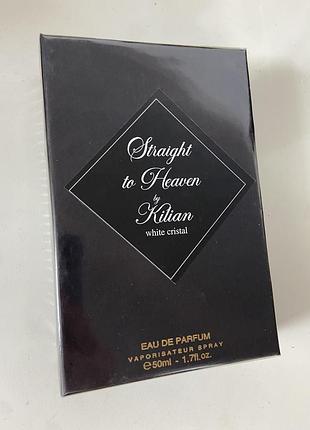 Straight
to Heaven
by
Kilian
white cristal
EAU DE PARFUM
VAPORISATEUR SPRAY
℮50ml - 1.7fl.oz.